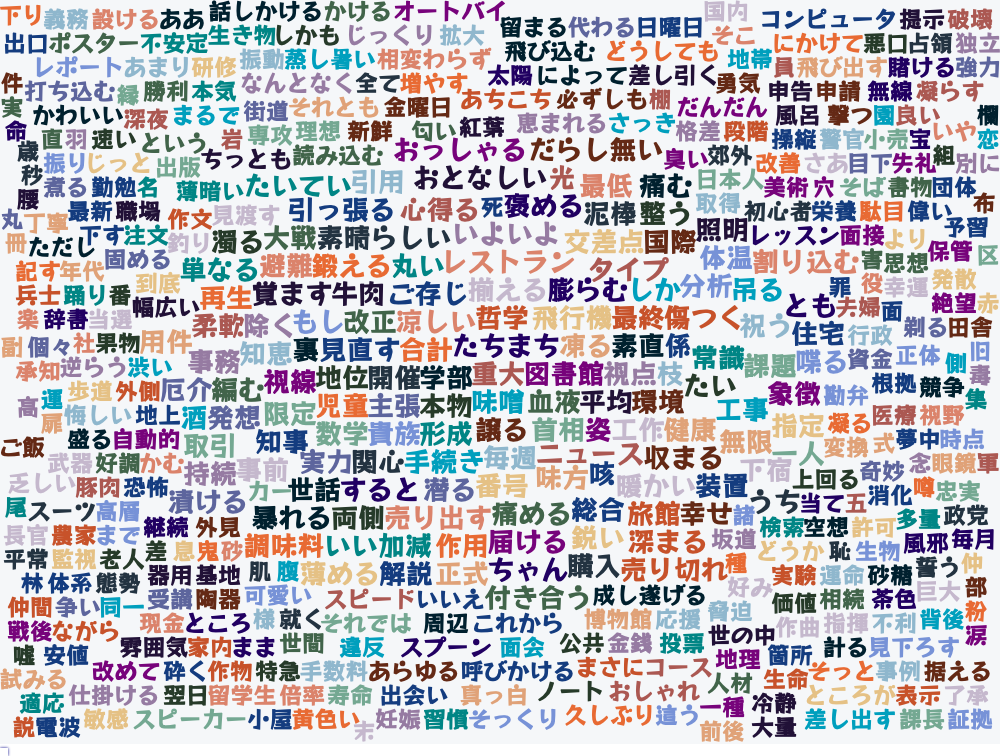 下り 義務 設ける ああ 話しかける かける オートバイ 留まる 代わる 日曜日 国内 そこ コンピュータ 提示 破壊
出口 ポスター 不安定 生き物 しかも じっくり 拡大 飛び込む どうしても 地帯 にかけて 悪口 占領 独立
レポート あまり 研修 振動 蒸し暑い 相変わらず 太陽 によって 差し引く 勇気 員 飛び出す 賭ける 強力
件 打ち込む 縁 勝利 本気 なんとなく 全て 増やす あちこち 必ずしも 棚 だんだん 申告 申請 無線 凝らす
実 かわいい 深夜 まるで 街道 それとも 金曜日 匂い 紅葉 恵まれる さっき 格差 段階 風呂 撃つ 園 良い 欄
命 直 羽 速い という 岩 専攻 理想 新鮮 おっしゃる だらし無い 臭い 郊外 操縦 警官 小売 宝 いや 恋
歳 振り じっと 出版 ちっとも 読み込む 改善 さあ 目下 失礼 組 別に
秒 煮る 勤勉 名 薄暗い たいてい 引用 おとなしい 光 最低 痛む 日本人 美術 穴 そば 書物 団体
腰 最新 職場 作文 見渡す 引っ張る 心得る 死 褒める 泥棒 整う 取得 初心者 栄養 駄目 偉い 布
丸 丁寧 下す 注文 釣り 濁る 大戦 素晴らしい いよいよ 交差点 国際 照明 レッスン 面接 より 予習
冊 ただし 固める 単なる 避難 鍛える 丸い レストラン タイプ 体温 割り込む 害 思想 保管 区
記す 年代 到底 再生 覚ます 牛肉 ご存じ 揃える 膨らむ しか 分析 吊る 罪 役 幸運 発散
兵士 踊り 番 幅広い とも 夫婦 面 絶望 赤
楽 辞書 当選 柔軟 除く もし 改正 涼しい 哲学 飛行機 最終 傷つく 祝う 住宅 行政 剃る 田舎
副 個々 社 果物 用件 事務 知恵 裏 見直す 合計 たちまち 凍る 素直 係 常識 課題 喋る 資金 正体 側 旧
承知 逆らう 渋い 視線 地位 開催 学部 重大 図書館 視点 枝 たい 根拠 競争 毒
高 運 歩道 外側 厄介 編む 児童 主張 本物 味噌 血液 平均 環境 工事 象徴 勘弁 集
扉 悔しい 地上 酒 発想 限定 数学 貴族 形成 譲る 首相 姿 工作 健康 無限 指定 凝る 医療 視野
ご飯 盛る 自動的 取引 知事 実力 関心 手続き 毎週 ニュース 収まる 一人 変換 式 夢中 時点
武器 好調 かむ 持続 事前 味方 咳 下宿 上回る 奇妙 念 眼鏡 軍
乏しい 豚肉 恐怖 漬ける カー 世話 すると 潜る 番号 暖かい 装置 うち 当て 五 消化 噂 忠実
尾 スーツ 高層 暴れる 両側 売り出す 痛める 総合 旅館 幸せ 諸 検索 空想 許可 多量 政党
長官 農家 まで 継続 外見 調味料 いい加減 作用 届ける 鋭い 深まる 坂道 どうか 恥 生物 風邪 毎月
平常 監視 老人 差 息 鬼 砂 肌 腹 薄める 解説 正式 ちゃん 購入 売り切れ 種 実験 運命 砂糖 誓う 仲
林 体系 態勢 器用 基地 好み 巨大 部
仲間 争い 同一 受講 陶器 可愛い スピード いいえ 付き合う 成し遂げる 脅迫 価値 相続 茶色 粉
戦後 ながら 現金 ところ 様 就く それでは 周辺 これから 博物館 応援 作曲 指揮 不利 背後 涙
嘘 安値 雰囲気 家内 まま 世間 違反 スプーン 面会 公共 金銭 投票 世の中 箇所 計る 見下ろす
試みる 改めて 砕く 作物 特急 手数料 あらゆる 呼びかける まさに コース 地理 生命 そっと 事例 据える
適応 仕掛ける 翌日 留学生 倍率 寿命 出会い 真っ白 ノート おしゃれ 人材 一種 冷静 ところが 表示 了承
説 電波 敏感 スピーカー 小屋 黄色い 末 妊娠 習慣 そっくり 久しぶり 違う 前後 大量 差し出す 課長 証拠